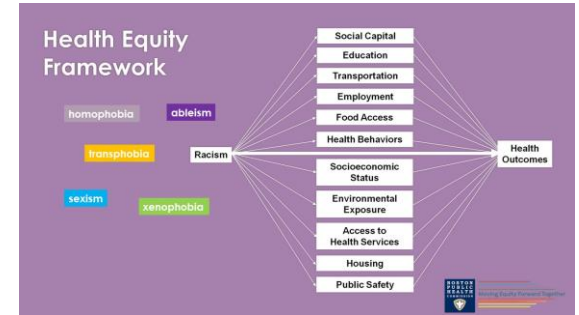 Health Equity
Framework
homophobia
ableism
transphobia
Racism
sexism
xenophobia
Social Capital
Education
Transportation
Employment
Food Access
Health Behaviors
Socioeconomic
Status
Environmental
Exposure
Access to
Health Services
Housing
Public Safety
Health
Outcomes
BOSTON
PUBLIC
HEALTH
COMMISSION
Moving Equity Forward Together